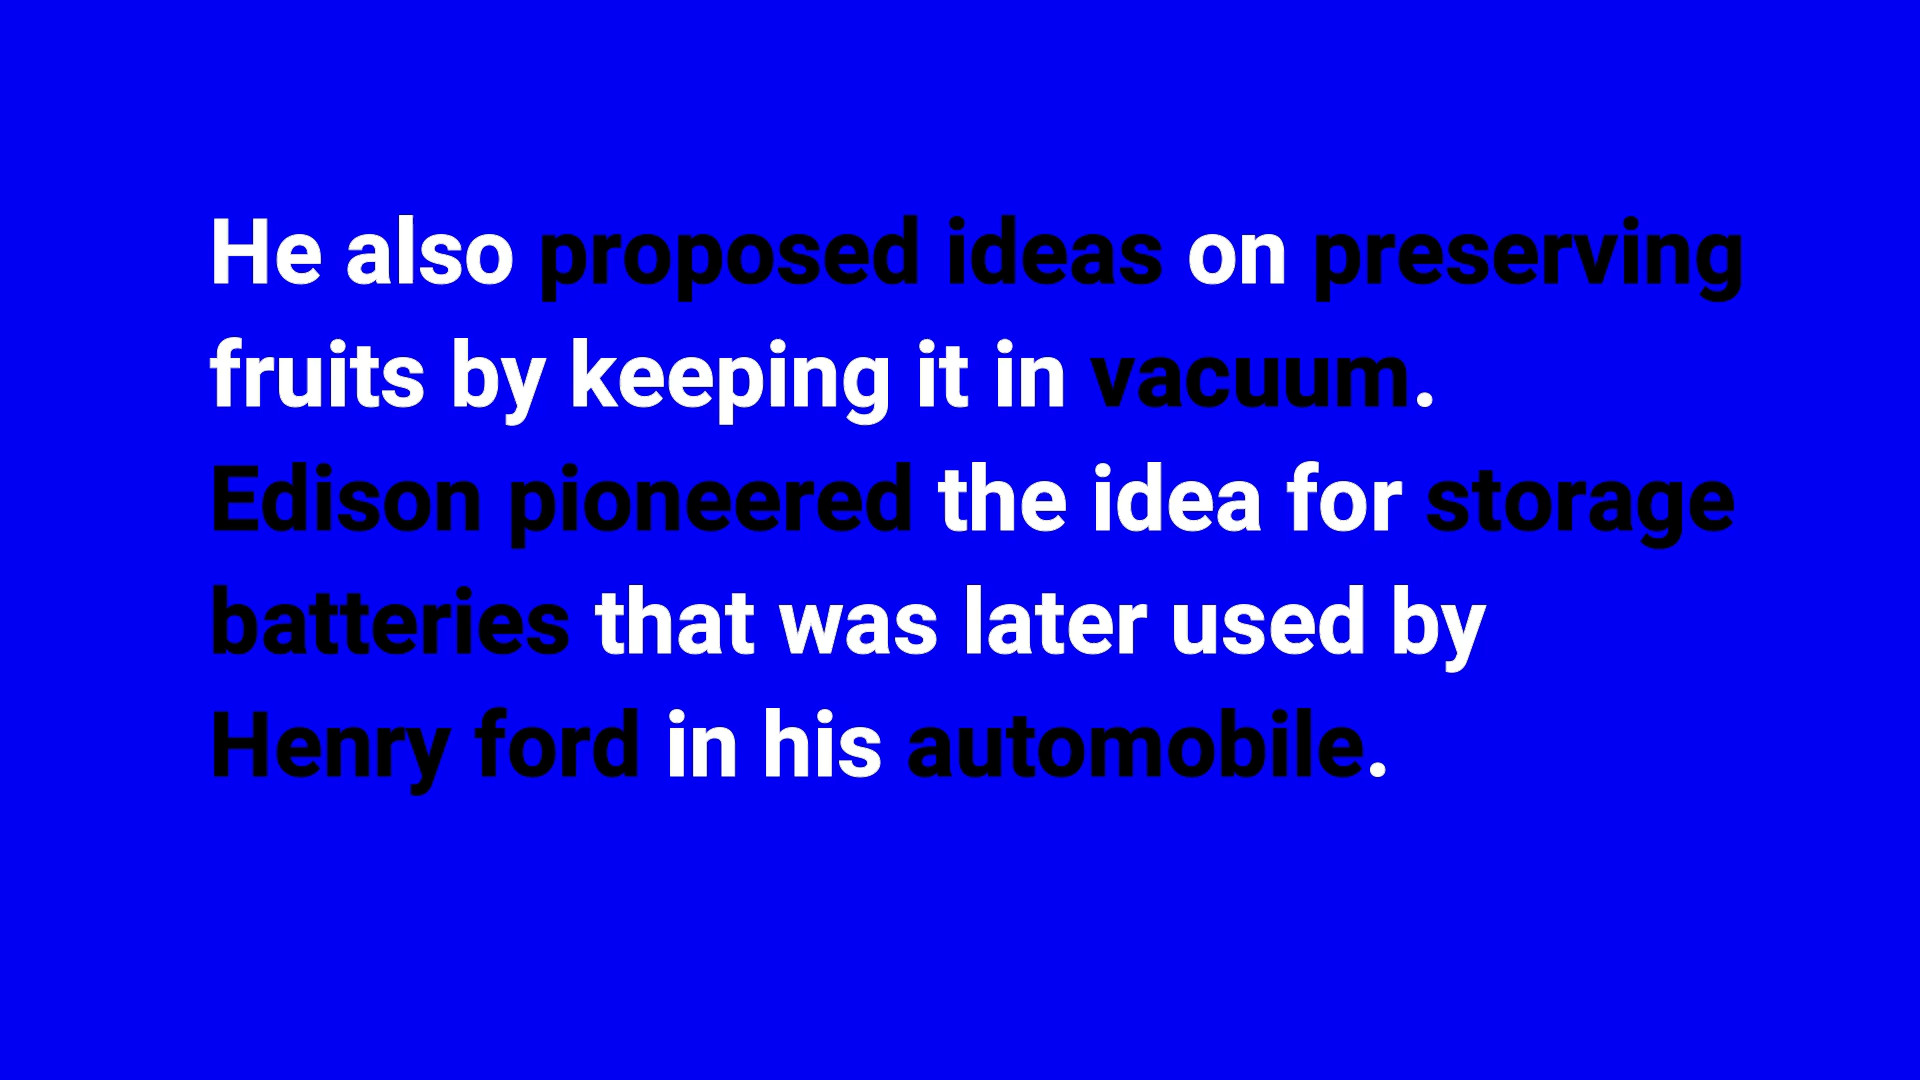 He also proposed ideas on preserving
fruits by keeping it in vacuum.
Edison pioneered the idea for storage
batteries that was later used by
Henry ford in his automobile.